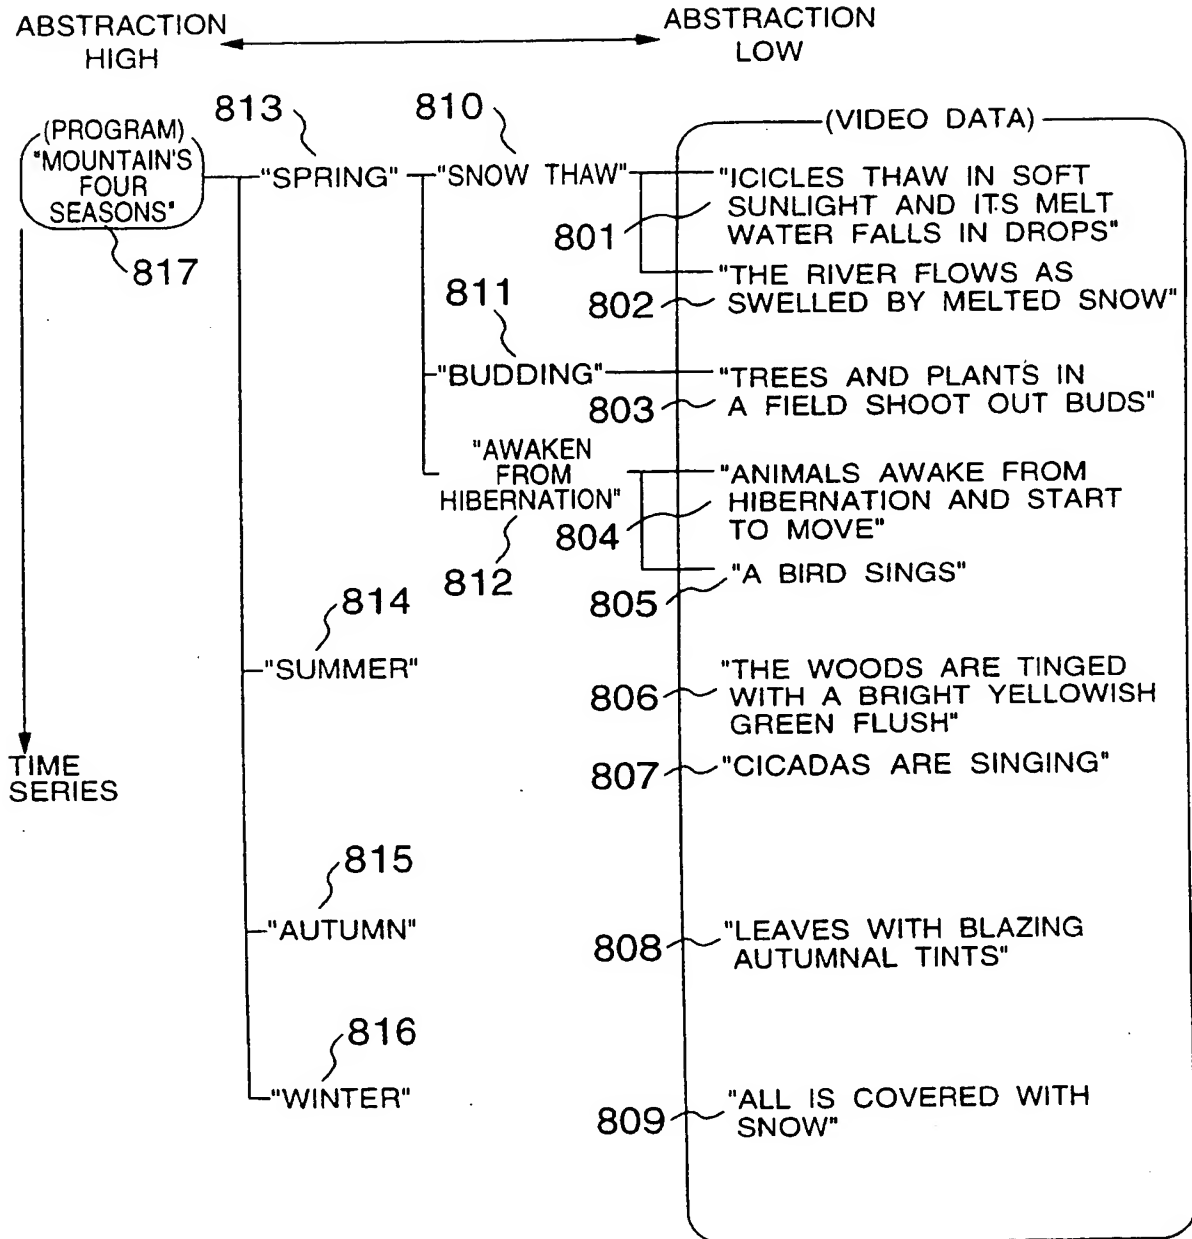 ABSTRACTION
HIGH
ABSTRACTION
LOW
813
810
(PROGRAM)
"MOUNTAIN'S
FOUR
SEASONS"
817
"SPRING"
"SNOW THAW"
(VIDEO DATA)
"ICICLES THAW IN SOFT
SUNLIGHT AND ITS MELT
WATER FALLS IN DROPS"
801
"THE RIVER FLOWS AS
SWELLED BY MELTED SNOW"
802
811
"BUDDING"
"TREES AND PLANTS IN
A FIELD SHOOT OUT BUDS"
803
"AWAKEN
FROM
HIBERNATION"
812
"ANIMALS AWAKE FROM
HIBERNATION AND START
TO MOVE"
804
"A BIRD SINGS"
805
814
"SUMMER"
"THE WOODS ARE TINGED
WITH A BRIGHT YELLOWISH
GREEN FLUSH"
806
"CICADAS ARE SINGING"
807
TIME
SERIES
815
"AUTUMN"
"LEAVES WITH BLAZING
AUTUMNAL TINTS"
808
816
"WINTER"
"ALL IS COVERED WITH
SNOW"
809